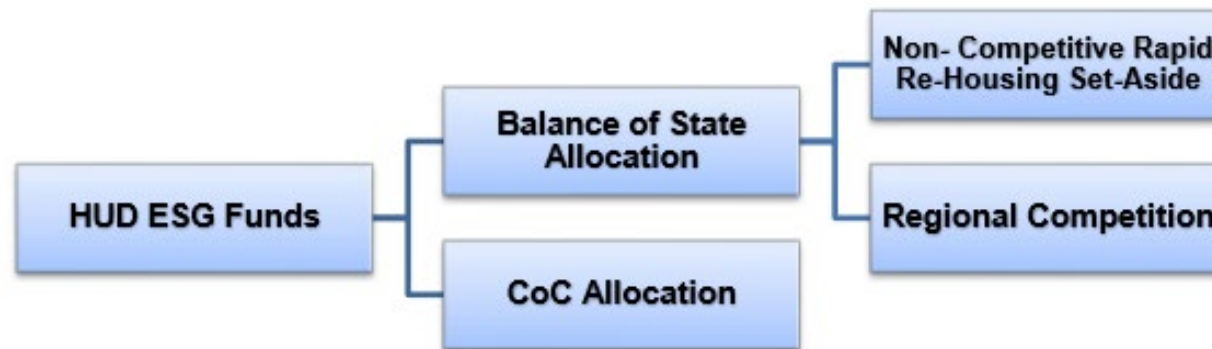 Non- Competitive Rapid
Re-Housing Set-Aside
Balance of State
Allocation
HUD ESG Funds
Regional Competition
CoC Allocation